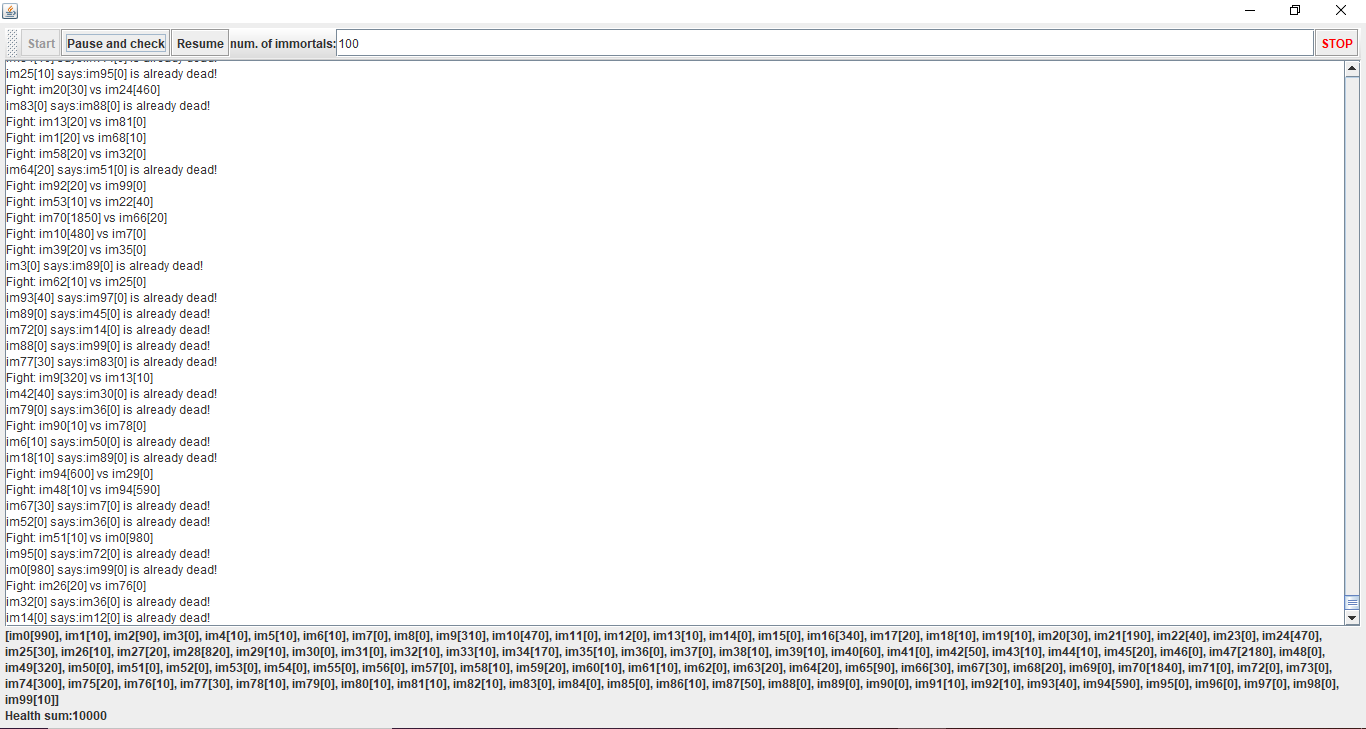 Start Pause and check Resume num. of immortals: 100 STOP
im25[10] says:im95[0] is already dead!
Fight: im20[30] vs im24[460]
im83[0] says:im88[0] is already dead!
Fight: im13[20] vs im81[0]
Fight: im1[20] vs im68[10]
Fight: im58[20] vs im32[0]
im64[20] says:im51[0] is already dead!
Fight: im92[20] vs im99[0]
Fight: im53[10] vs im22[40]
Fight: im70[1850] vs im66[20]
Fight: im10[480] vs im7[0]
Fight: im39[20] vs im35[0]
im3[0] says:im89[0] is already dead!
Fight: im62[10] vs im25[0]
im93[40] says:im97[0] is already dead!
im89[0] says:im45[0] is already dead!
im72[0] says:im14[0] is already dead!
im88[0] says:im99[0] is already dead!
im77[30] says:im83[0] is already dead!
Fight: im9[320] vs im13[10]
im42[40] says:im30[0] is already dead!
im79[0] says:im36[0] is already dead!
Fight: im90[10] vs im78[0]
im6[10] says:im50[0] is already dead!
im18[10] says:im89[0] is already dead!
Fight: im94[600] vs im29[0]
Fight: im48[10] vs im94[590]
im67[30] says:im7[0] is already dead!
im52[0] says:im36[0] is already dead!
Fight: im51[10] vs im0[980]
im95[0] says:im72[0] is already dead!
im0[980] says:im99[0] is already dead!
Fight: im26[20] vs im76[0]
im32[0] says:im36[0] is already dead!
im14[0] says:im12[0] is already dead!
[im0[990], im1[10], im2[90], im3[0], im4[10], im5[10], im6[10], im7[0], im8[0], im9[310], im10[470], im11[0], im12[0], im13[10], im14[0], im15[0], im16[340], im17[20], im18[10], im19[10], im20[30], im21[190], im22[40], im23[0], im24[470],
im25[30], im26[10], im27[20], im28[820], im29[10], im30[0], im31[0], im32[10], im33[10], im34[170], im35[10], im36[0], im37[0], im38[10], im39[10], im40[60], im41[0], im42[50], im43[10], im44[10], im45[20], im46[0], im47[2180], im48[0],
im49[320], im50[0], im51[0], im52[0], im53[0], im54[0], im55[0], im56[0], im57[0], im58[10], im59[20], im60[10], im61[10], im62[0], im63[20], im64[20], im65[90], im66[30], im67[30], im68[20], im69[0], im70[1840], im71[0], im72[0], im73[0],
im74[300], im75[20], im76[10], im77[30], im78[10], im79[0], im80[10], im81[10], im82[10], im83[0], im84[0], im85[0], im86[10], im87[50], im88[0], im89[0], im90[0], im91[10], im92[10], im93[40], im94[590], im95[0], im96[0], im97[0], im98[0],
im99[10]]
Health sum:10000